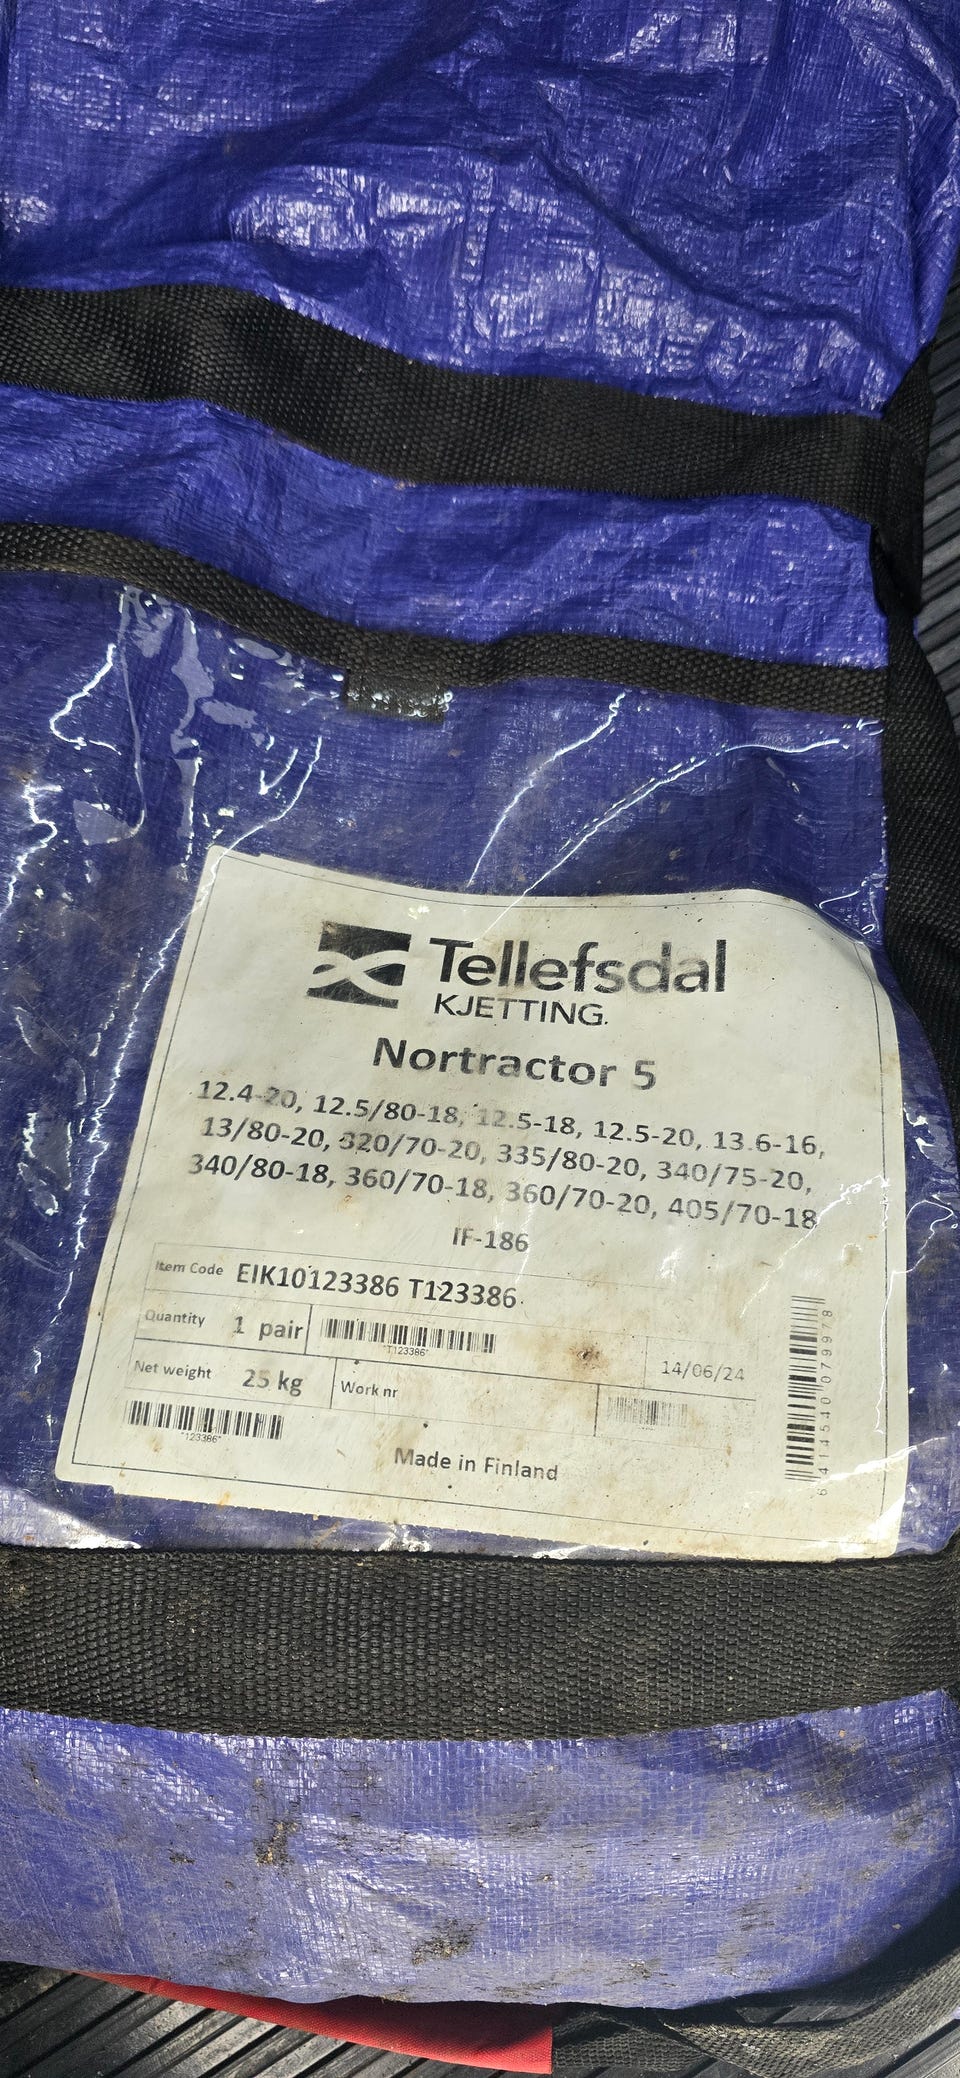 Tellefsdal
KJETTING.
Nortractor 5
12.4-20, 12.5/80-18, 12.5-18, 12.5-20, 13.6-16,
13/80-20, 320/70-20, 335/80-20, 340/75-20,
340/80-18, 360/70-18, 360/70-20, 405/70-18
IF-186
Item Code EIK10123386 T123386
Quantity 1 pair
*T123386*
14/06/24
Net weight 25 kg
Work nr
*123386*
Made in Finland
6 414540 079978